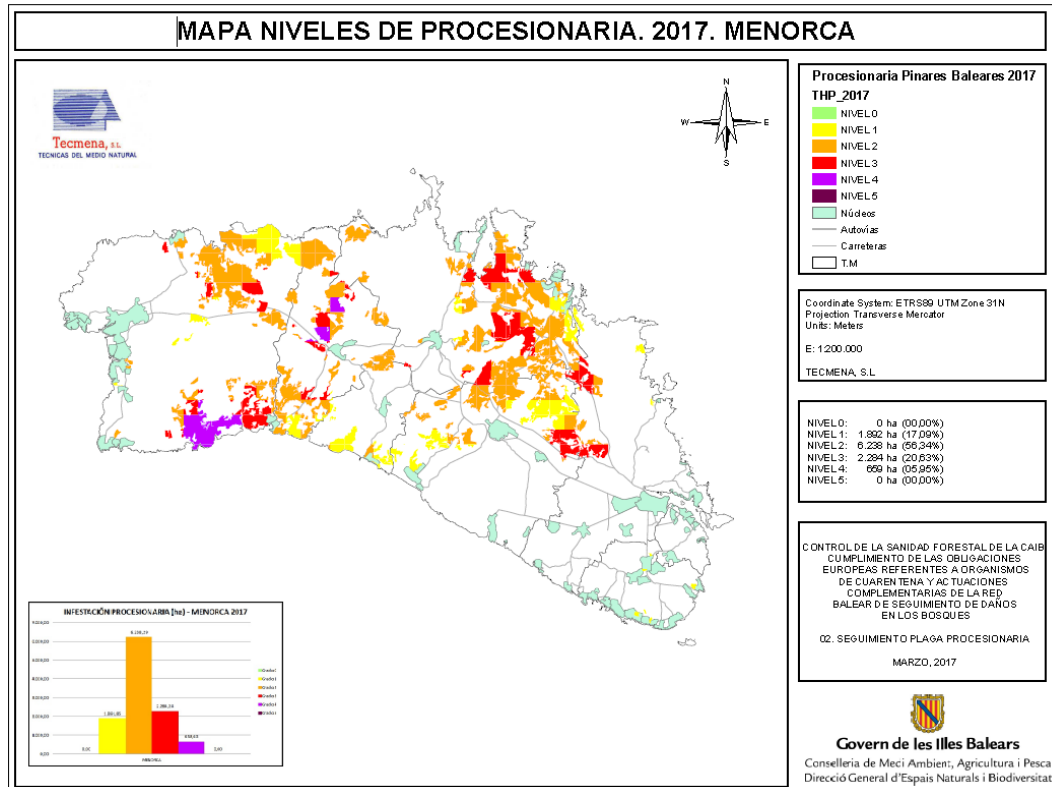 MAPA NIVELES DE PROCESIONARIA. 2017. MENORCA
Tecmena, S.L
TECNICAS DEL MEDIO NATURAL
N
W
E
S
Procesionaria Pinares Baleares 2017
THP_2017
NIVEL 0
NIVEL 1
NIVEL 2
NIVEL 3
NIVEL 4
NIVEL 5
Núcleos
Autovías
Carreteras
T.M
Coordinate System: ETRS89 UTM Zone 31N
Projection Transverse Mercator
Units: Meters
E: 1:200.000
TECMENA, S.L
NIVEL 0: 0 ha (00,00%)
NIVEL 1: 1.892 ha (17,09%)
NIVEL 2: 6.238 ha (56,34%)
NIVEL 3: 2.284 ha (20,63%)
NIVEL 4: 659 ha (05,95%)
NIVEL 5: 0 ha (00,00%)
CONTROL DE LA SANIDAD FORESTAL DE LA CAIB
CUMPLIMIENTO DE LAS OBLIGACIONES
EUROPEAS REFERENTES A ORGANISMOS
DE CUARENTENA Y ACTUACIONES
COMPLEMENTARIAS DE LA RED
BALEAR DE SEGUIMIENTO DE DAÑOS
EN LOS BOSQUES
02. SEGUIMIENTO PLAGA PROCESIONARIA
MARZO, 2017
INFESTACIÓN PROCESIONARIA (ha) - MENORCA 2017
MENORCA
Govern de les Illes Balears
Conselleria de Medi Ambient, Agricultura i Pesca
Direcció General d'Espais Naturals i Biodiversitat